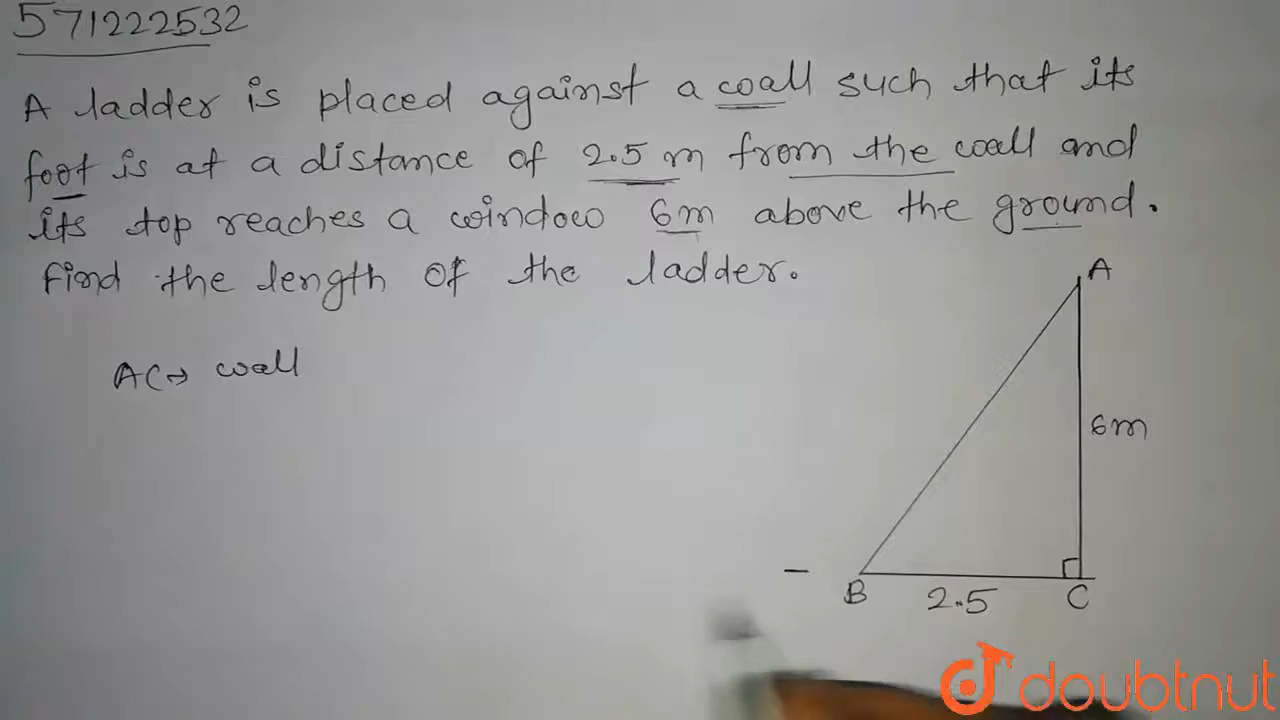 571222532
A ladder is placed against a wall such that its
foot is at a distance of 2.5 m from the wall and
its top reaches a window 6m above the ground.
Find the length of the ladder.
A
AC→ wall
6m
B 2.5 C
doubtnut